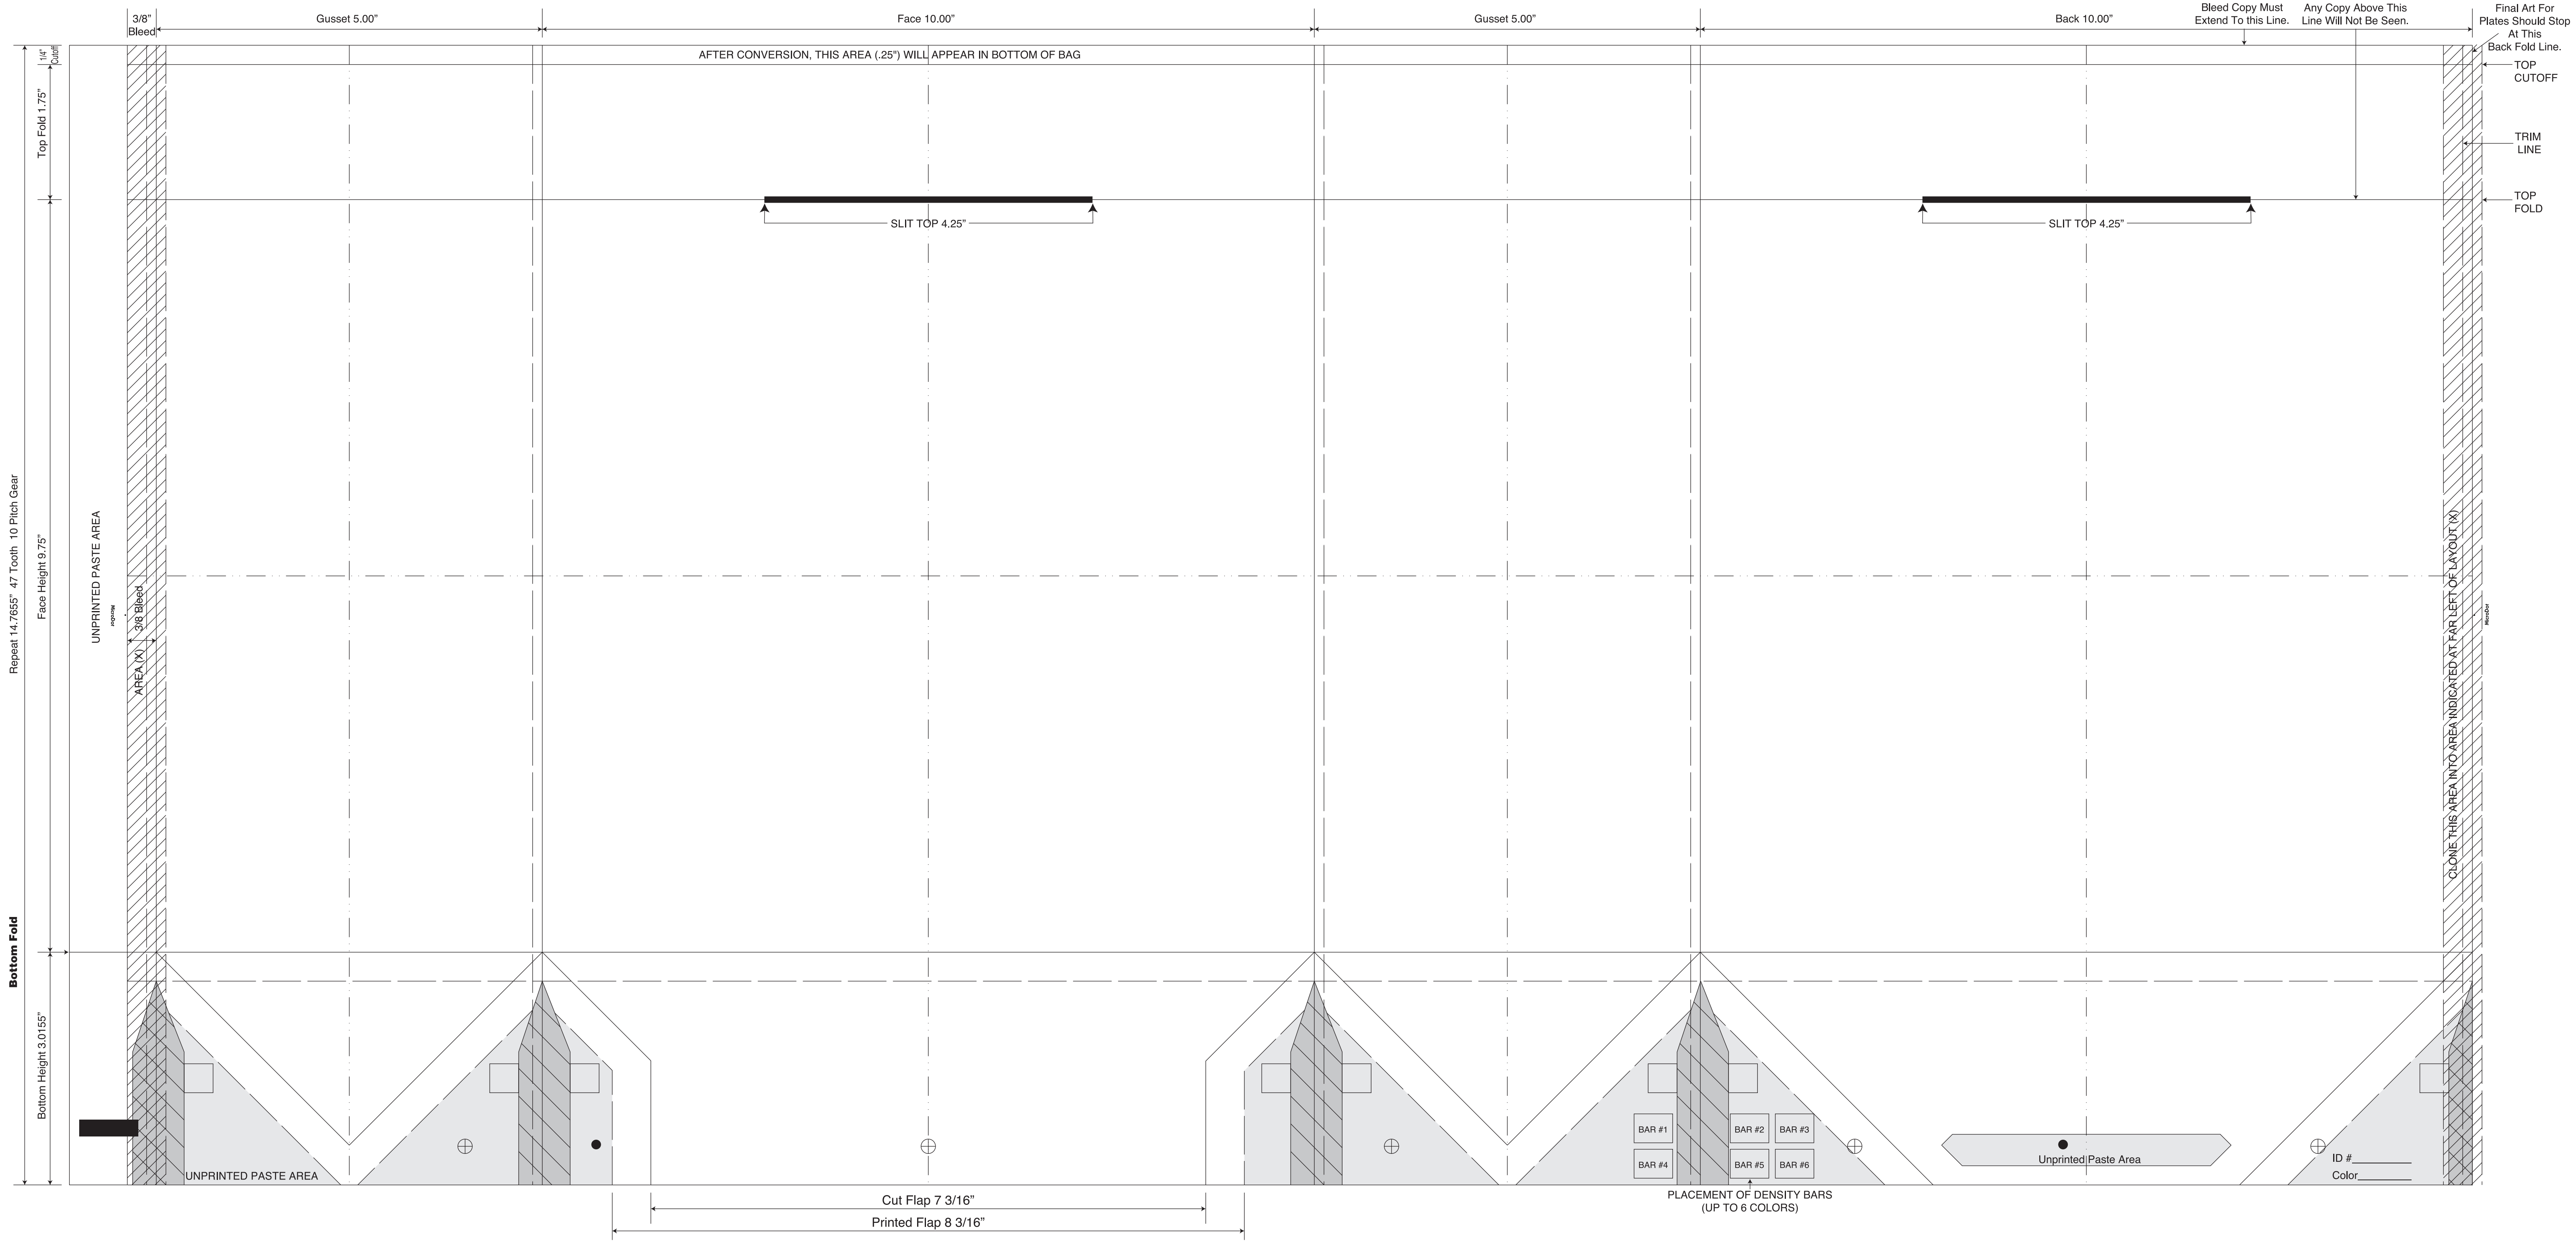 3/8”
Bleed
Gusset 5.00”
Face 10.00”
Gusset 5.00”
Back 10.00”
Bleed Copy Must
Extend To this Line.
Any Copy Above This
Line Will Not Be Seen.
Final Art For
Plates Should Stop
At This
Back Fold Line.
1/4”
Cutoff
AFTER CONVERSION, THIS AREA (.25”) WILL APPEAR IN BOTTOM OF BAG
TOP
CUTOFF
Top Fold 1.75”
TRIM
LINE
TOP
FOLD
SLIT TOP 4.25”
SLIT TOP 4.25”
Repeat 14.7655” 47 Tooth 10 Pitch Gear
Face Height 9.75”
UNPRINTED PASTE AREA
MicroDot
AREA (X) 3/8 Bleed
CLONE THIS AREA INTO AREA INDICATED AT FAR LEFT OF LAYOUT (X)
MicroDot
Bottom Fold
Bottom Height 3.0155”
UNPRINTED PASTE AREA
BAR #1
BAR #2
BAR #3
BAR #4
BAR #5
BAR #6
Unprinted Paste Area
ID #
Color
PLACEMENT OF DENSITY BARS
(UP TO 6 COLORS)
Cut Flap 7 3/16”
Printed Flap 8 3/16”